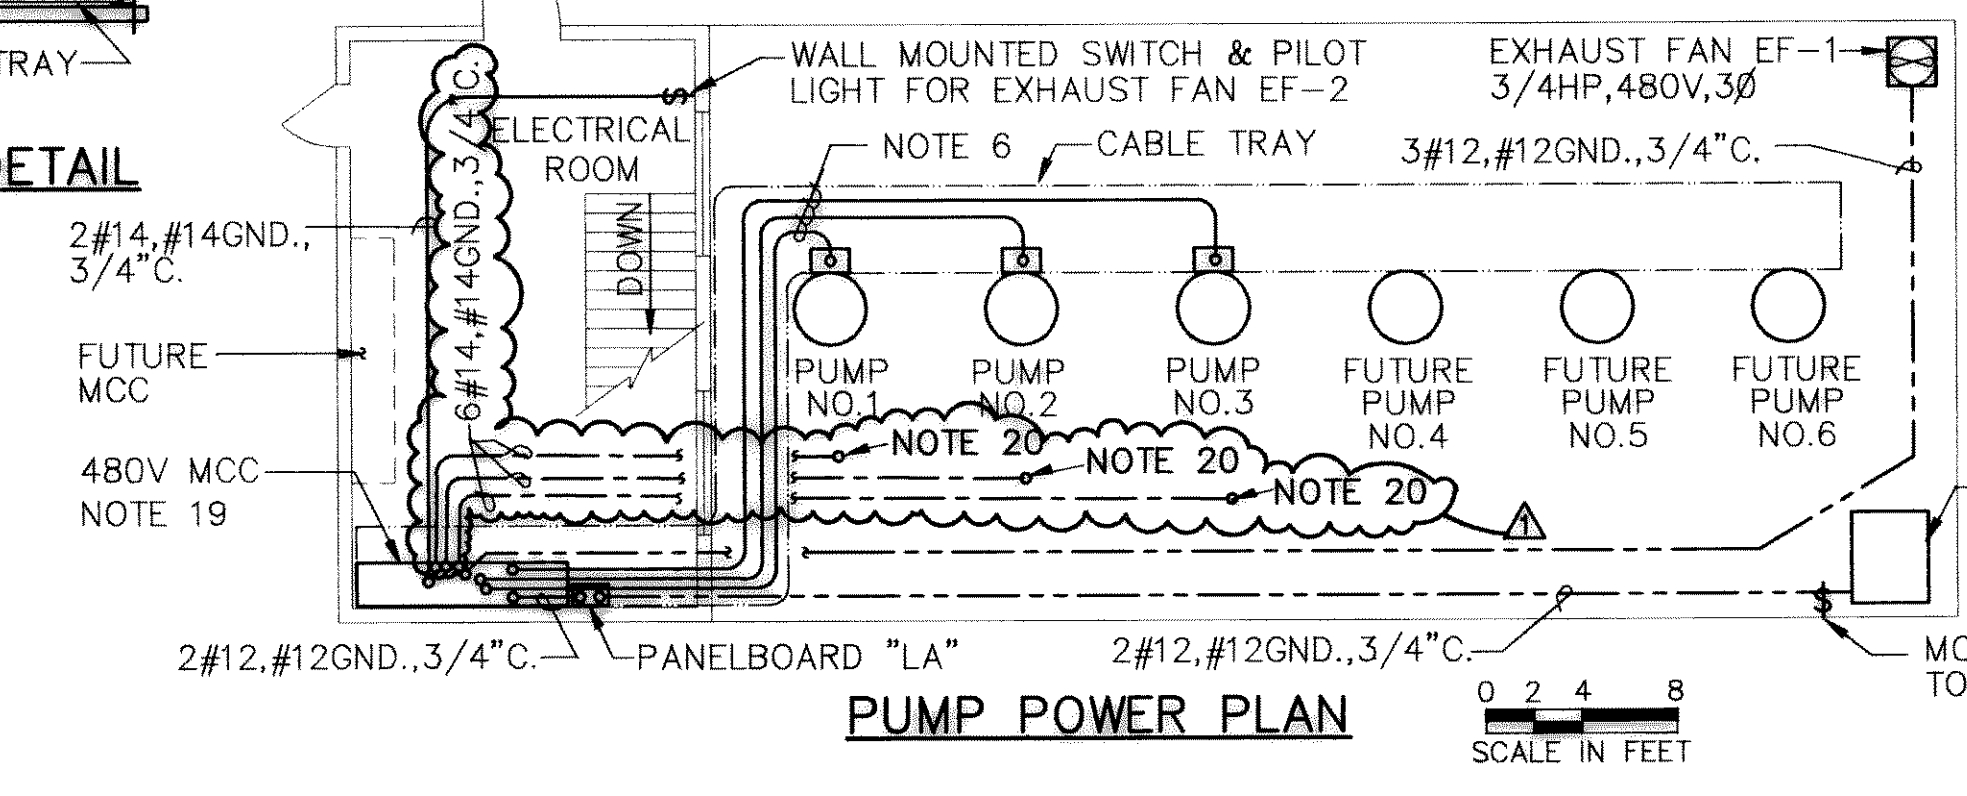 TRAY
ETAIL
WALL MOUNTED SWITCH & PILOT
LIGHT FOR EXHAUST FAN EF-2
EXHAUST FAN EF-1
3/4HP,480V,3Ø
ELECTRICAL
ROOM
NOTE 6
CABLE TRAY
3#12,#12GND.,3/4"C.
2#14,#14GND.,
3/4"C.
6#14,#14GND.,3/4"C.
DOWN
FUTURE
MCC
PUMP
NO.1
PUMP
NO.2
PUMP
NO.3
FUTURE
PUMP
NO.4
FUTURE
PUMP
NO.5
FUTURE
PUMP
NO.6
NOTE 20
NOTE 20
NOTE 20
480V MCC
NOTE 19
1
2#12,#12GND.,3/4"C.
PANELBOARD "LA"
2#12,#12GND.,3/4"C.
MO
TO
PUMP POWER PLAN
0 2 4 8
SCALE IN FEET